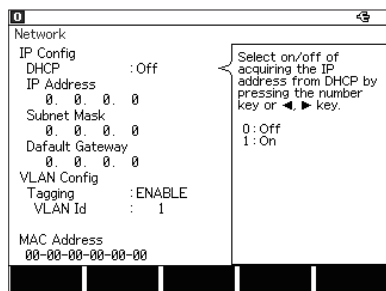 0
Network
IP Config
DHCP : Off
IP Address
0. 0. 0. 0
Subnet Mask
0. 0. 0. 0
Dafault Gateway
0. 0. 0. 0
VLAN Config
Tagging : ENABLE
VLAN Id : 1
MAC Address
00-00-00-00-00-00
Select on/off of
acquiring the IP
address from DHCP by
pressing the number
key or ◄, ► key.
0 : Off
1 : On